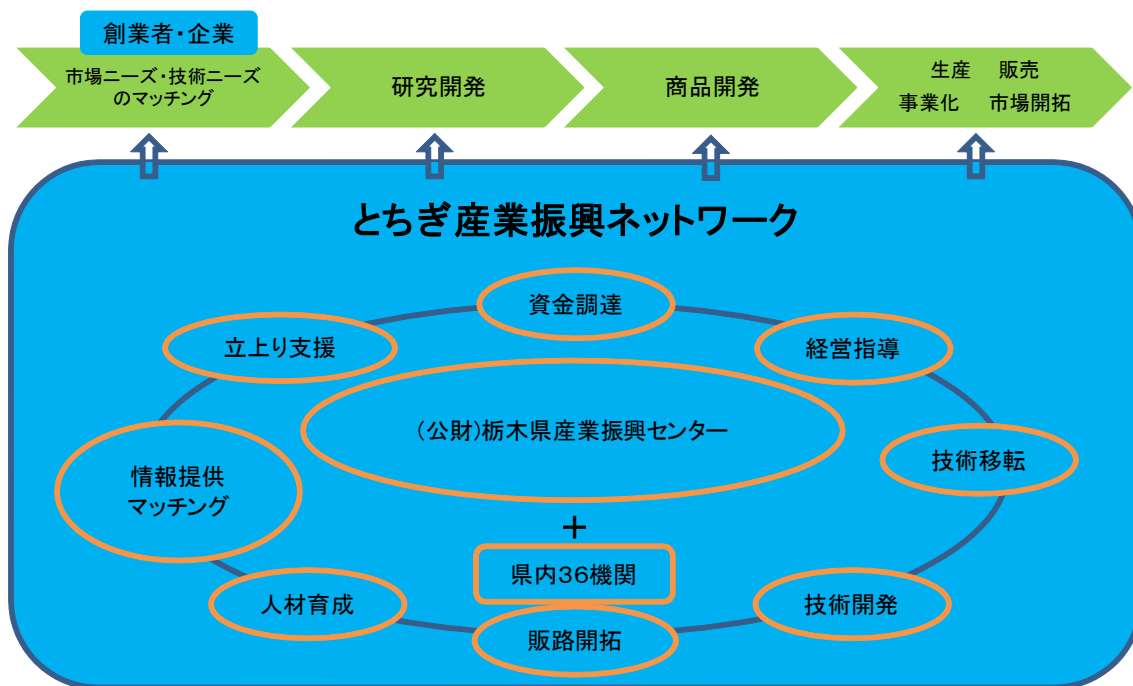 創業者・企業
市場ニーズ・技術ニーズ
のマッチング
研究開発
商品開発
生産　販売
事業化　市場開拓
とちぎ産業振興ネットワーク
資金調達
立上り支援
経営指導
(公財)栃木県産業振興センター
技術移転
情報提供
マッチング
+
県内36機関
人材育成
技術開発
販路開拓